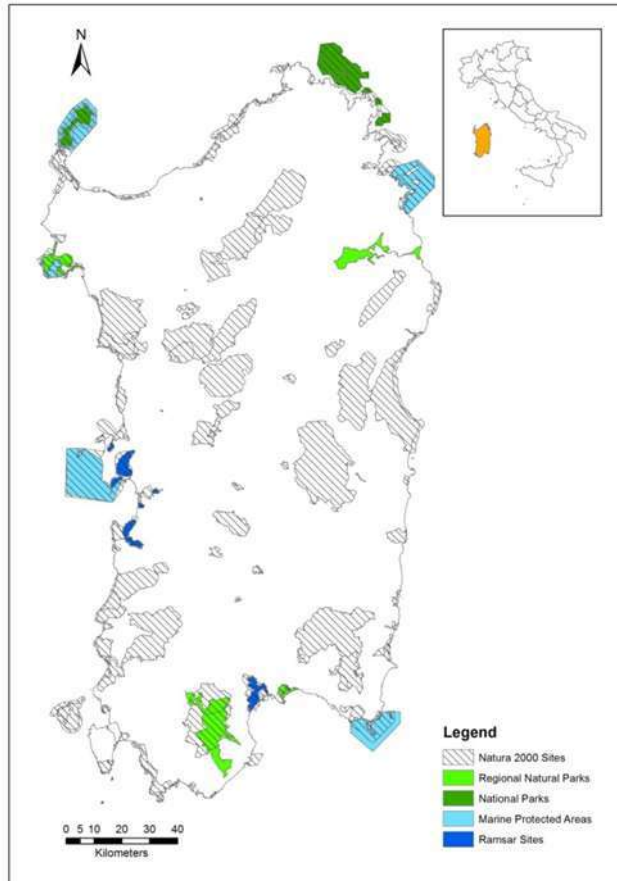 N
Legend
Natura 2000 Sites
Regional Natural Parks
National Parks
Marine Protected Areas
Ramsar Sites
0 5 10 20 30 40
Kilometers